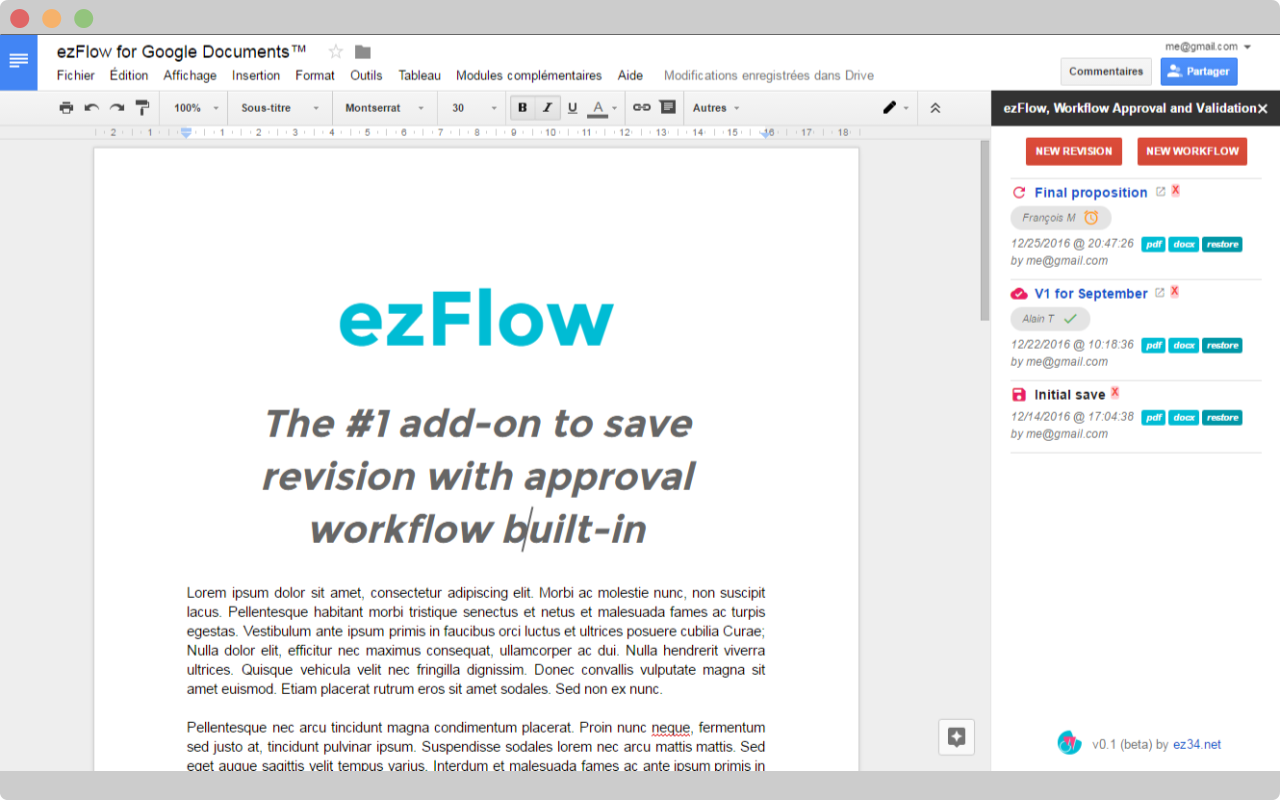 ezFlow for Google Documents™
me@gmail.com
Fichier Édition Affichage Insertion Format Outils Tableau Modules complémentaires Aide Modifications enregistrées dans Drive
Commentaires Partager
100% Sous-titre Montserrat 30 B I U A Autres
2 1 1 2 3 4 5 6 7 8 9 10 11 12 13 14 15 16 17 18
ezFlow
The #1 add-on to save
revision with approval
workflow built-in
Lorem ipsum dolor sit amet, consectetur adipiscing elit. Morbi ac molestie nunc, non suscipit
lacus. Pellentesque habitant morbi tristique senectus et netus et malesuada fames ac turpis
egestas. Vestibulum ante ipsum primis in faucibus orci luctus et ultrices posuere cubilia Curae;
Nulla dolor elit, efficitur nec maximus consequat, ullamcorper ac dui. Nulla hendrerit viverra
ultrices. Quisque vehicula velit nec fringilla dignissim. Donec convallis vulputate magna sit
amet euismod. Etiam placerat rutrum eros sit amet sodales. Sed non ex nunc.
Pellentesque nec arcu tincidunt magna condimentum placerat. Proin nunc neque, fermentum
sed justo at, tincidunt pulvinar ipsum. Suspendisse sodales lorem nec arcu mattis mattis. Sed
eget augue sagittis velit tempus varius. Interdum et malesuada fames ac ante ipsum primis in
ezFlow, Workflow Approval and Validation
NEW REVISION NEW WORKFLOW
Final proposition X
François M
12/25/2016 @ 20:47:26 pdf docx restore
by me@gmail.com
V1 for September X
Alain T
12/22/2016 @ 10:18:36 pdf docx restore
by me@gmail.com
Initial save X
12/14/2016 @ 17:04:38 pdf docx restore
by me@gmail.com
v0.1 (beta) by ez34.net